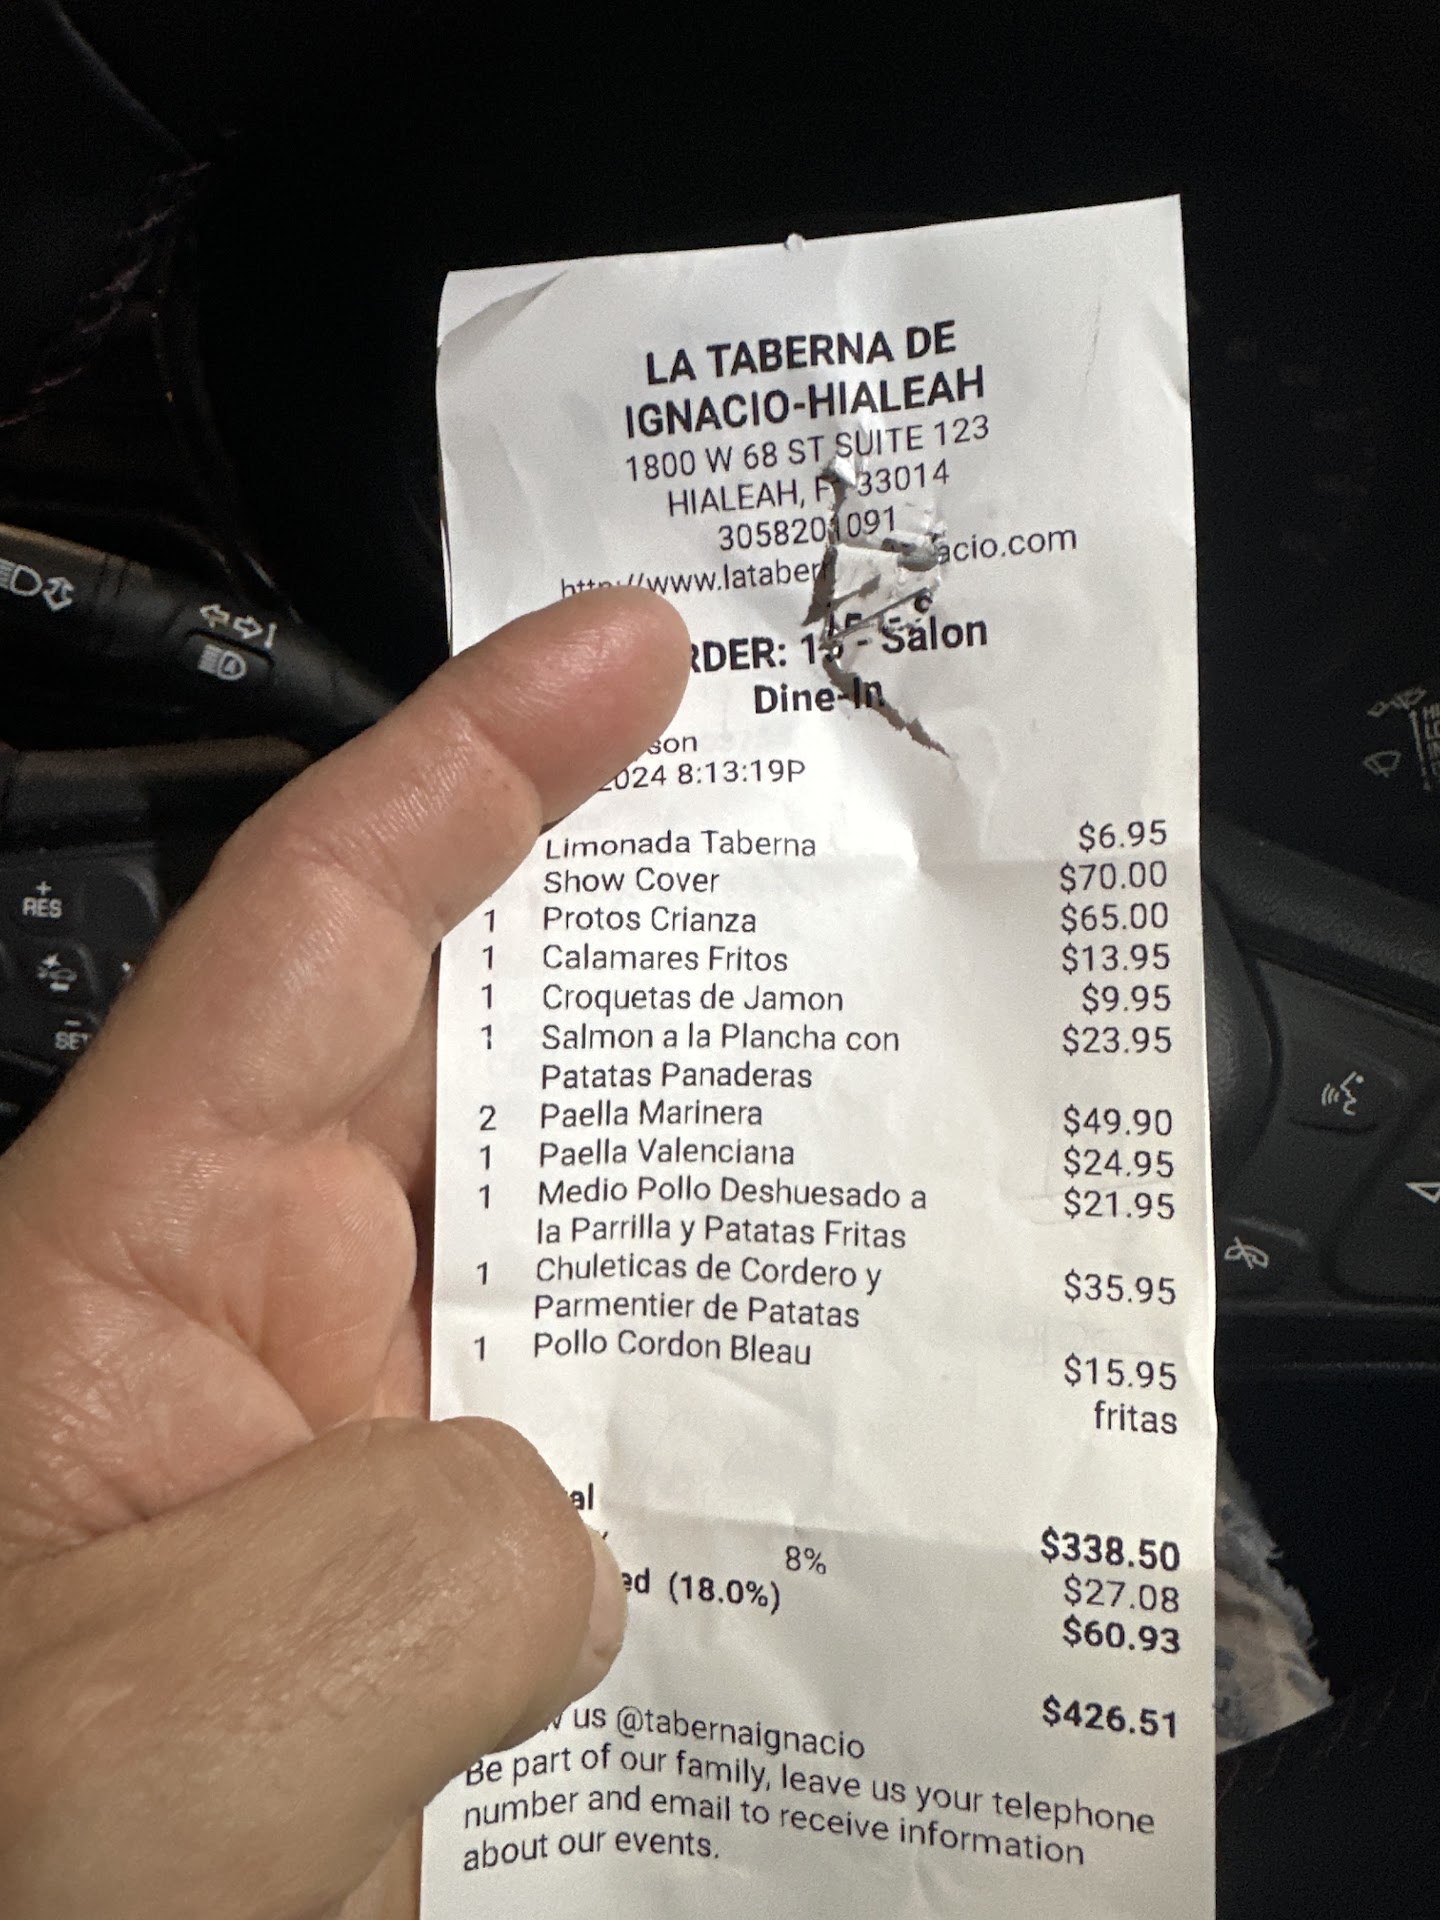 LA TABERNA DE
IGNACIO-HIALEAH
1800 W 68 ST SUITE 123
HIALEAH, 33014
3058201091
RDER: - Salon
Dine-In
son
024 8:13:19P
Limonada Taberna $6.95
Show Cover $70.00
1 Protos Crianza $65.00
1 Calamares Fritos $13.95
1 Croquetas de Jamon $9.95
1 Salmon a la Plancha con $23.95
Patatas Panaderas
2 Paella Marinera $49.90
1 Paella Valenciana $24.95
1 Medio Pollo Deshuesado a $21.95
la Parrilla y Patatas Fritas
1 Chuleticas de Cordero y $35.95
Parmentier de Patatas
1 Pollo Cordon Bleau $15.95
fritas
al $338.50
8% $27.08
ed (18.0%) $60.93
$426.51
us @tabernaignacio
Be part of our family, leave us your telephone
number and email to receive information
about our events.
+
RES
-
SET